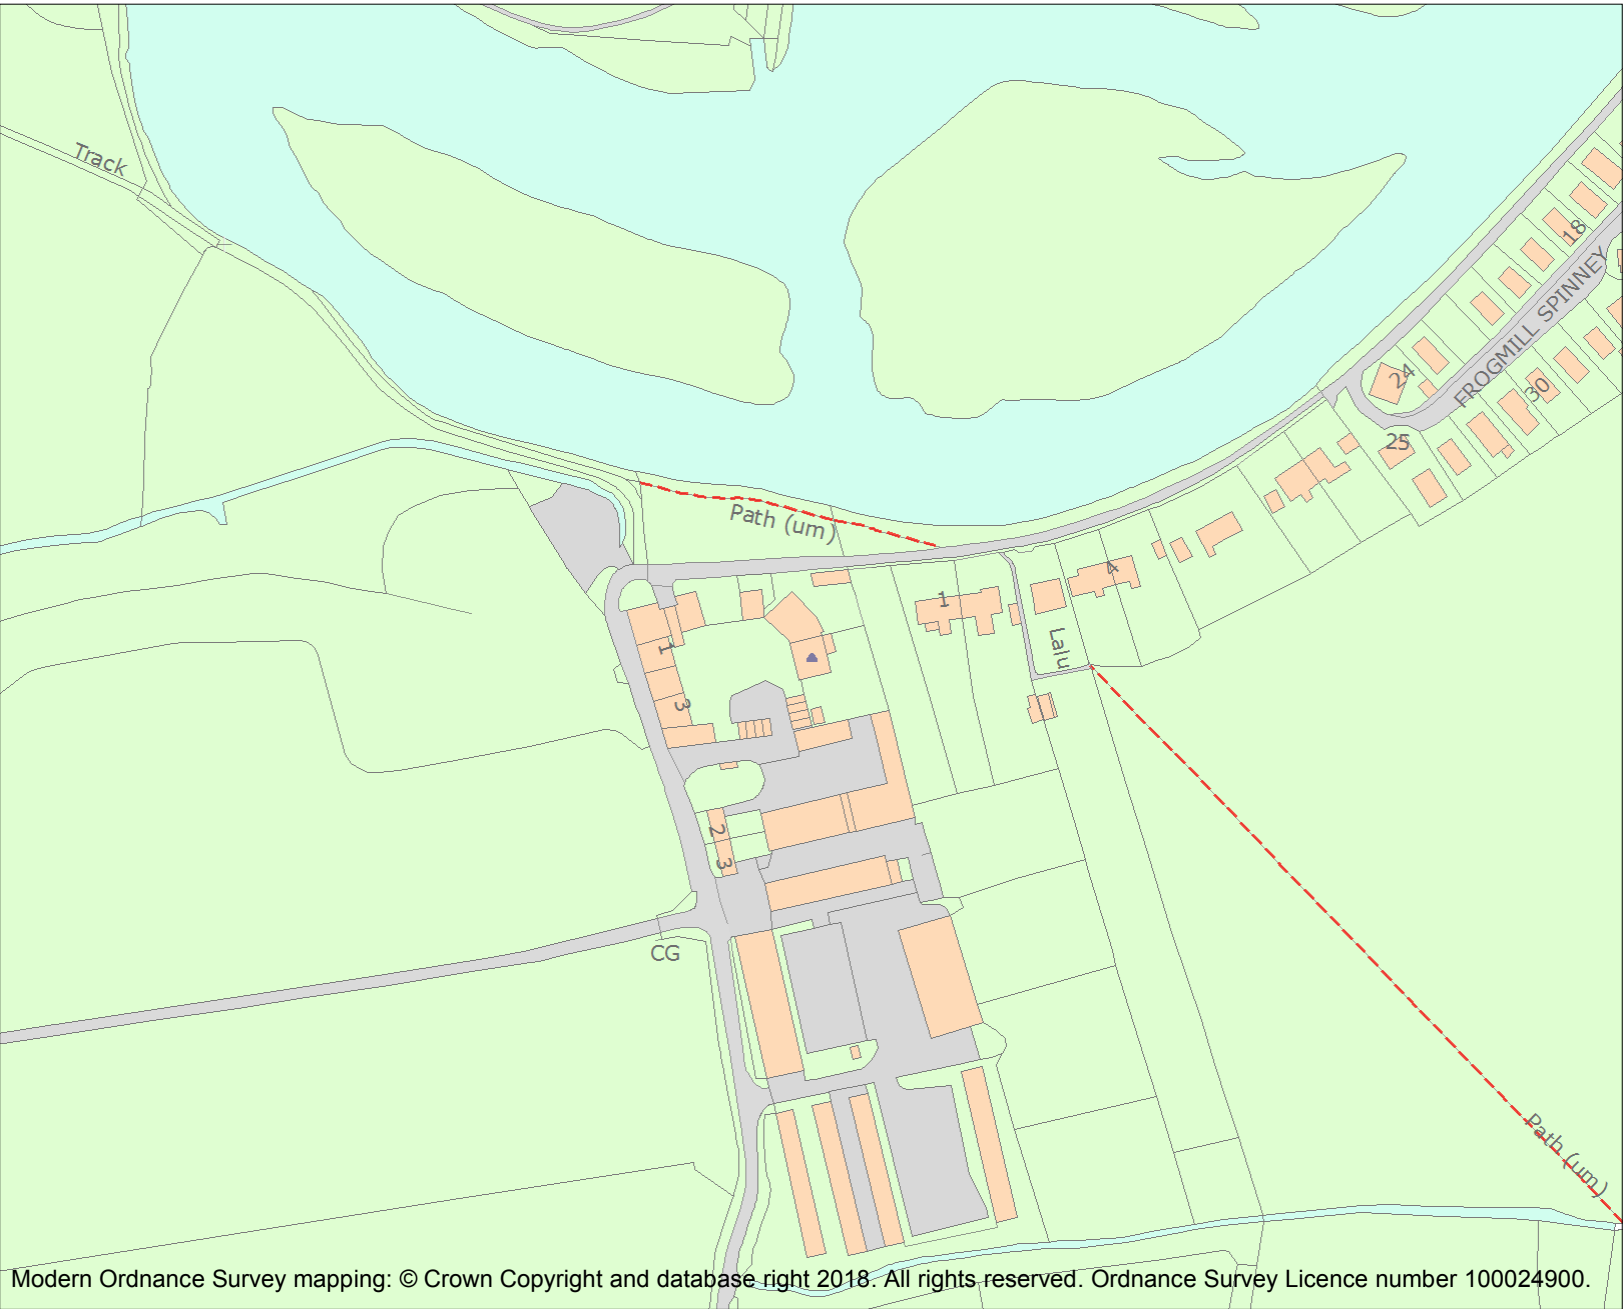 Track
18
FROGMILL SPINNEY
24
30
25
Path (um)
4
1
Lalu
1
3
2
3
CG
Path (um)
Modern Ordnance Survey mapping: © Crown Copyright and database right 2018. All rights reserved. Ordnance Survey Licence number 100024900.